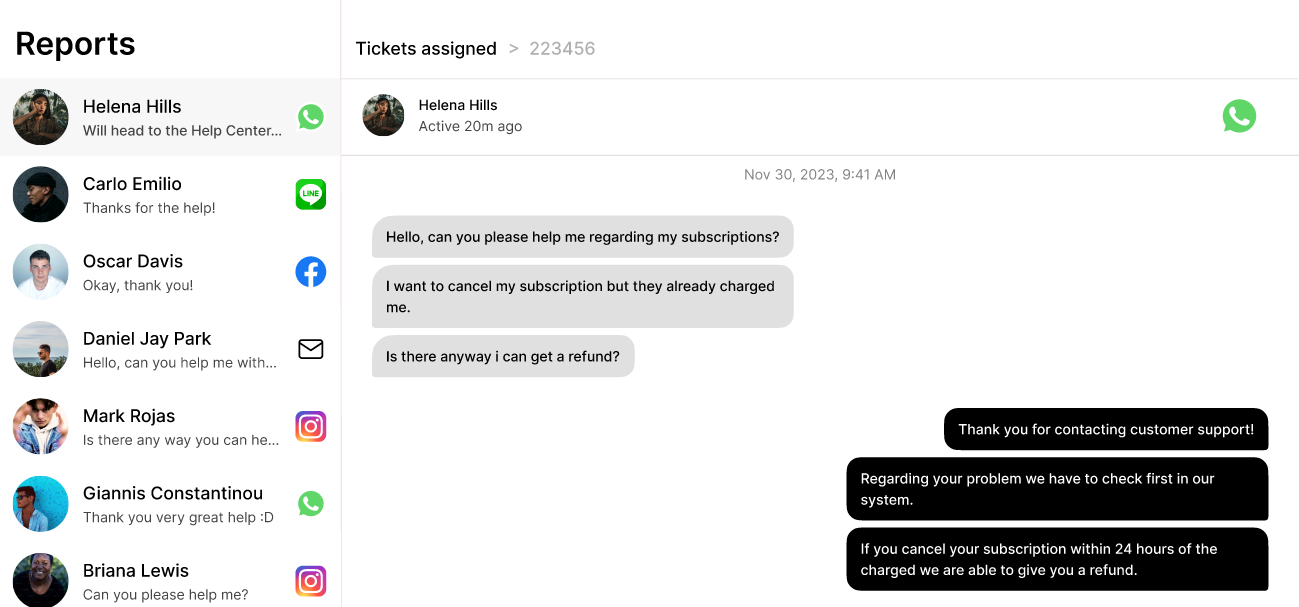 Reports
Helena Hills
Will head to the Help Center...
Carlo Emilio
Thanks for the help!
LINE
Oscar Davis
Okay, thank you!
Daniel Jay Park
Hello, can you help me with...
Mark Rojas
Is there any way you can he...
Giannis Constantinou
Thank you very great help :D
Briana Lewis
Can you please help me?
Tickets assigned > 223456
Helena Hills
Active 20m ago
Nov 30, 2023, 9:41 AM
Hello, can you please help me regarding my subscriptions?
I want to cancel my subscription but they already charged
me.
Is there anyway i can get a refund?
Thank you for contacting customer support!
Regarding your problem we have to check first in our
system.
If you cancel your subscription within 24 hours of the
charged we are able to give you a refund.